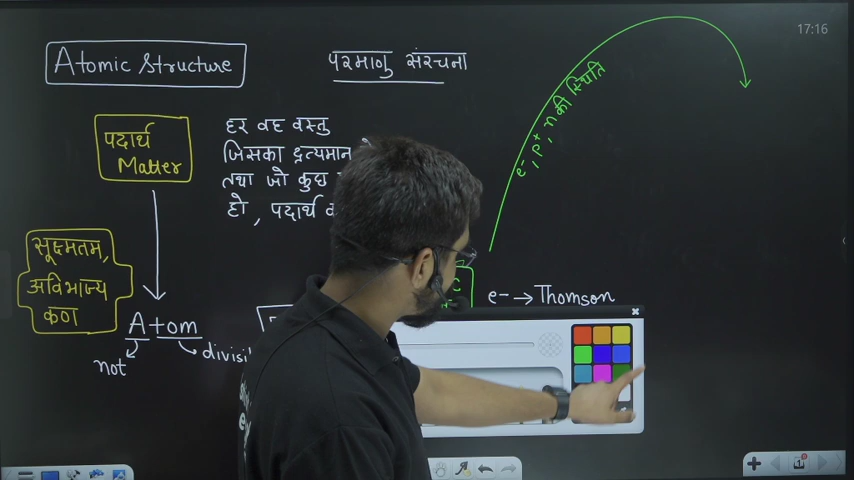 17:16
Atomic Structure
परमाणु संरचना
पदार्थ
Matter
हर वह वस्तु
जिसका द्रव्यमान
तथा जो कुछ
हो, पदार्थ
e⁻, p⁺, n की स्थिति
सूक्ष्मतम,
अविभाज्य
कण
Atom
not
e⁻ → Thomson